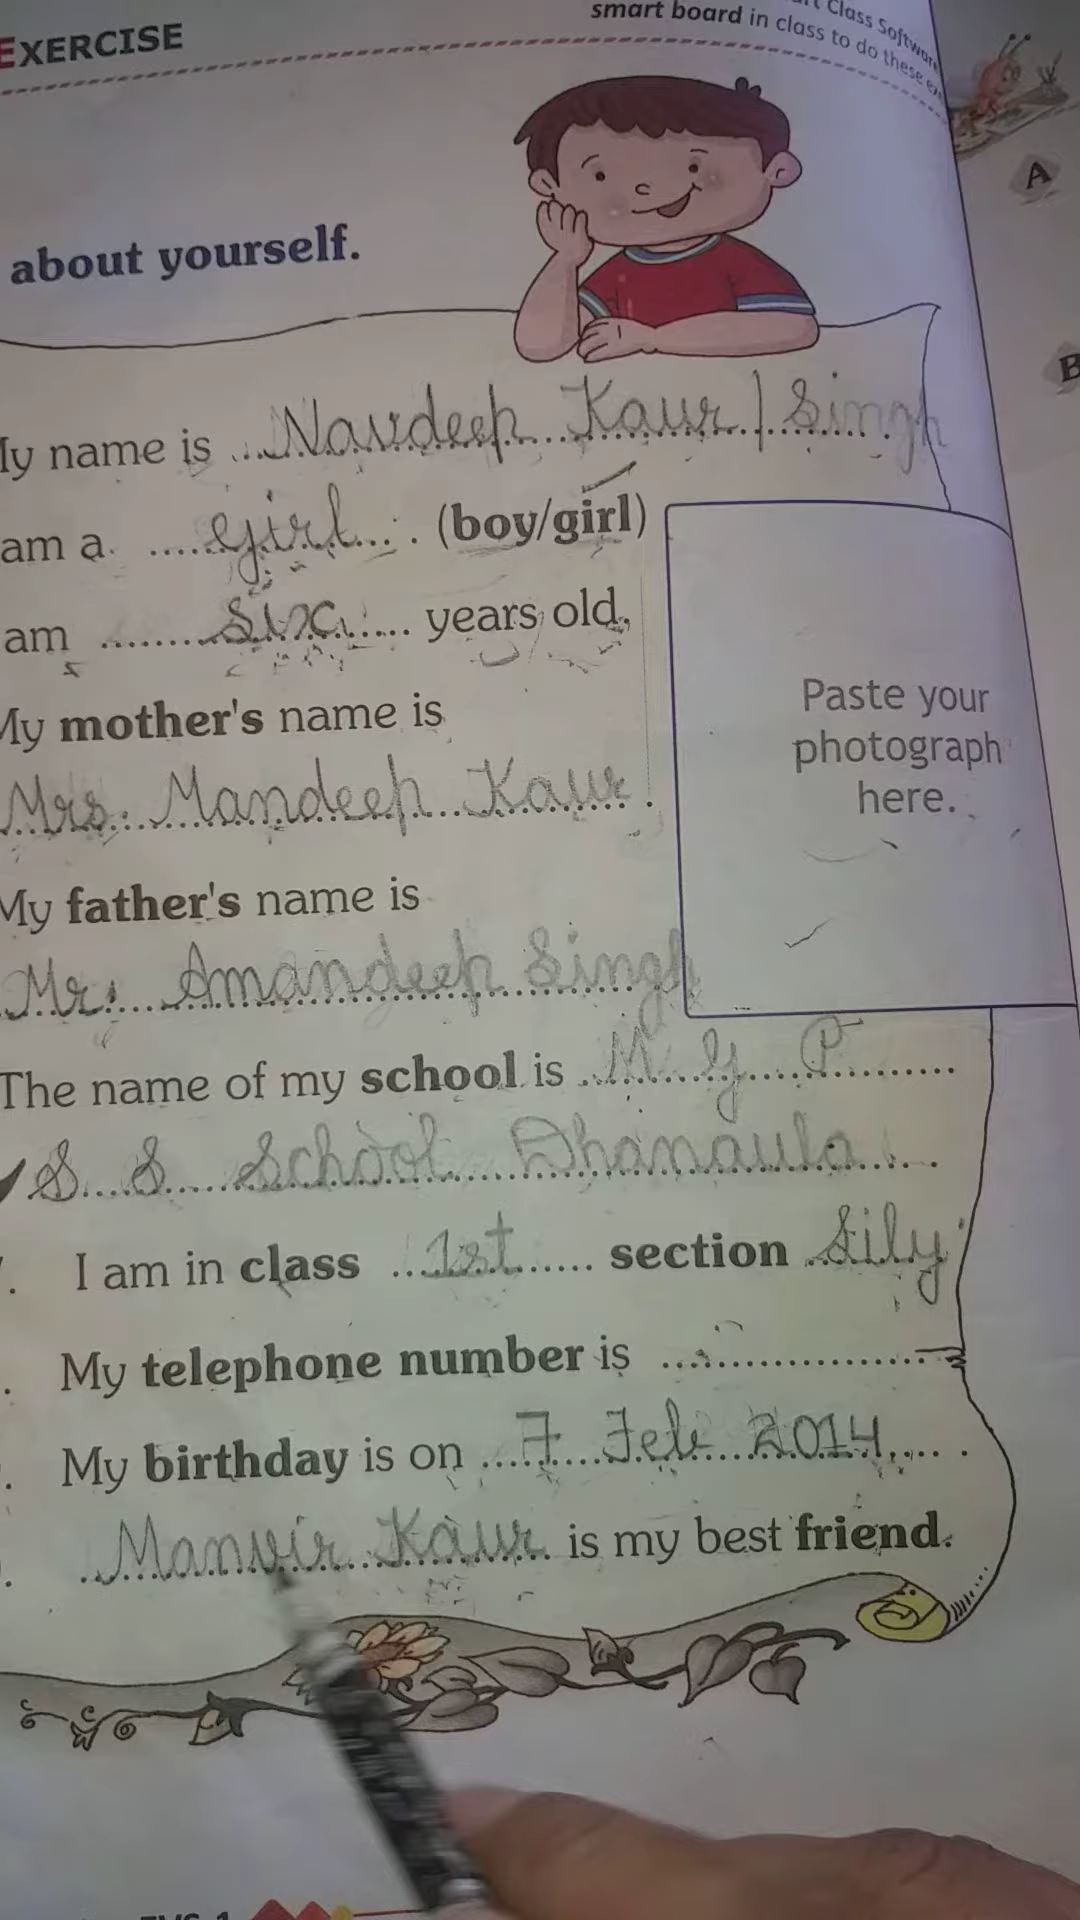 EXERCISE
smart board in class to do these
Class Software
about yourself.
My name is Navdeep Kaur | Singh
am a girl. (boy/girl)
am six years old.
My mother's name is
Mrs. Mandeep Kaur.
My father's name is
Mr. Amandeep Singh
The name of my school is M G P
S S School Dhanaula.
I am in class 1st section Lily
My telephone number is
My birthday is on 7 Feb 2014.
Manvir Kaur is my best friend.
Paste your
photograph
here.
A
B